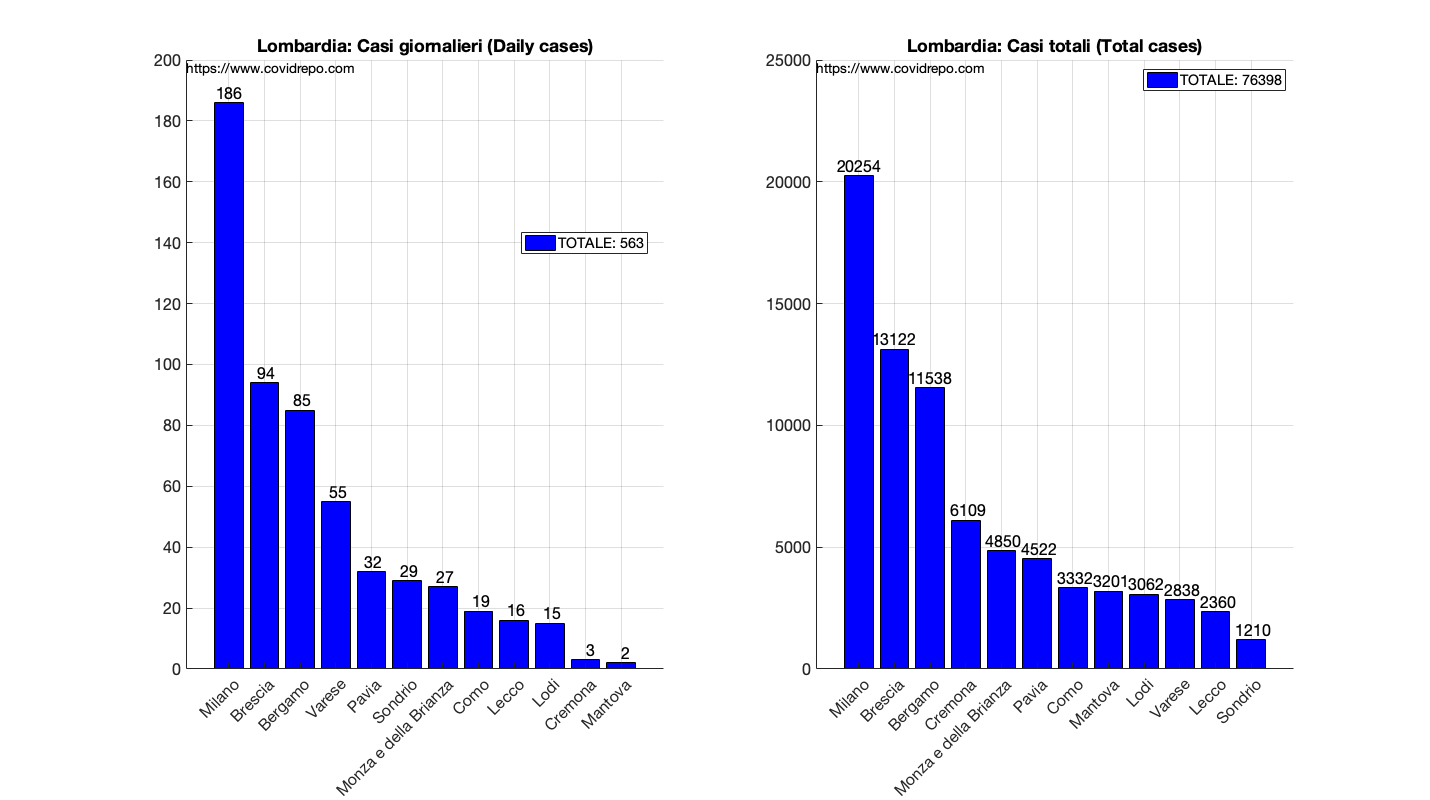 Lombardia: Casi giornalieri (Daily cases)
https://www.covidrepo.com
200
180
160
140
120
100
80
60
40
20
0
186
94
85
55
32
29
27
19
16
15
3
2
TOTALE: 563
Milano
Brescia
Bergamo
Varese
Pavia
Sondrio
Monza e della Brianza
Como
Lecco
Lodi
Cremona
Mantova
Lombardia: Casi totali (Total cases)
https://www.covidrepo.com
TOTALE: 76398
25000
20000
15000
10000
5000
0
20254
13122
11538
6109
4850
4522
3332
3201
3062
2838
2360
1210
Milano
Brescia
Bergamo
Cremona
Monza e della Brianza
Pavia
Como
Mantova
Lodi
Varese
Lecco
Sondrio